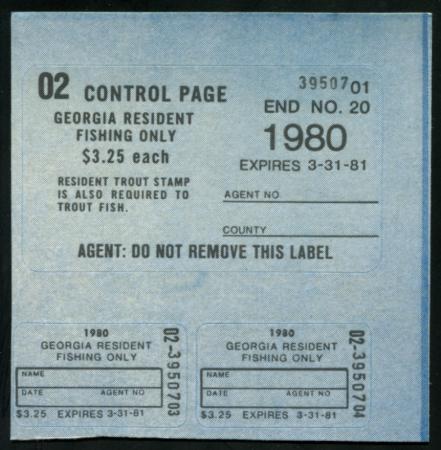 02 CONTROL PAGE
GEORGIA RESIDENT
FISHING ONLY
$3.25 each
RESIDENT TROUT STAMP
IS ALSO REQUIRED TO
TROUT FISH.
3950701
END NO. 20
1980
EXPIRES 3-31-81
AGENT NO.
COUNTY
AGENT: DO NOT REMOVE THIS LABEL
1980
GEORGIA RESIDENT
FISHING ONLY
NAME
DATE AGENT NO
$3.25 EXPIRES 3-31-81
02-3950703
1980
GEORGIA RESIDENT
FISHING ONLY
NAME
DATE AGENT NO
$3.25 EXPIRES 3-31-81
02-3950704